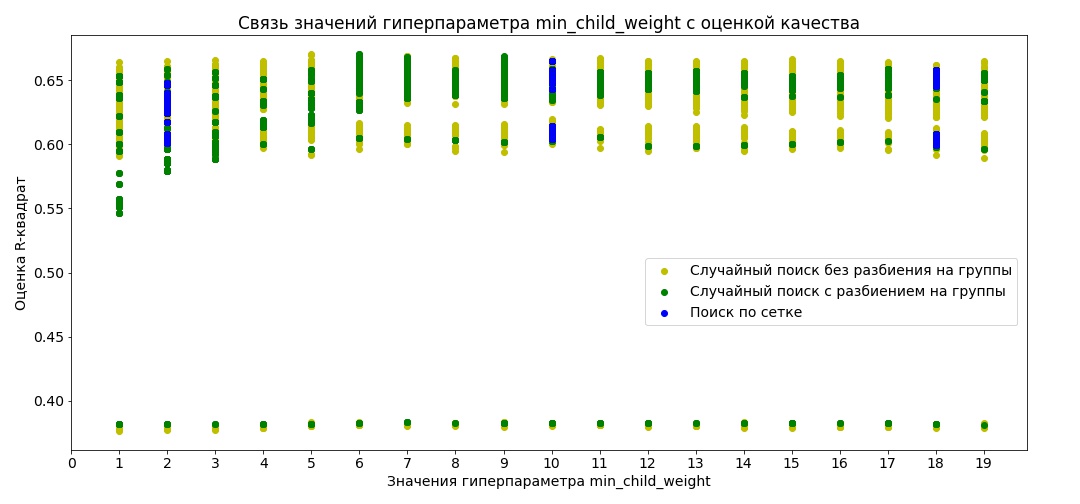 Связь значений гиперпараметра min_child_weight с оценкой качества
Оценка R-квадрат
0.65
0.60
0.55
0.50
0.45
0.40
Случайный поиск без разбиения на группы
Случайный поиск с разбиением на группы
Поиск по сетке
0 1 2 3 4 5 6 7 8 9 10 11 12 13 14 15 16 17 18 19
Значения гиперпараметра min_child_weight